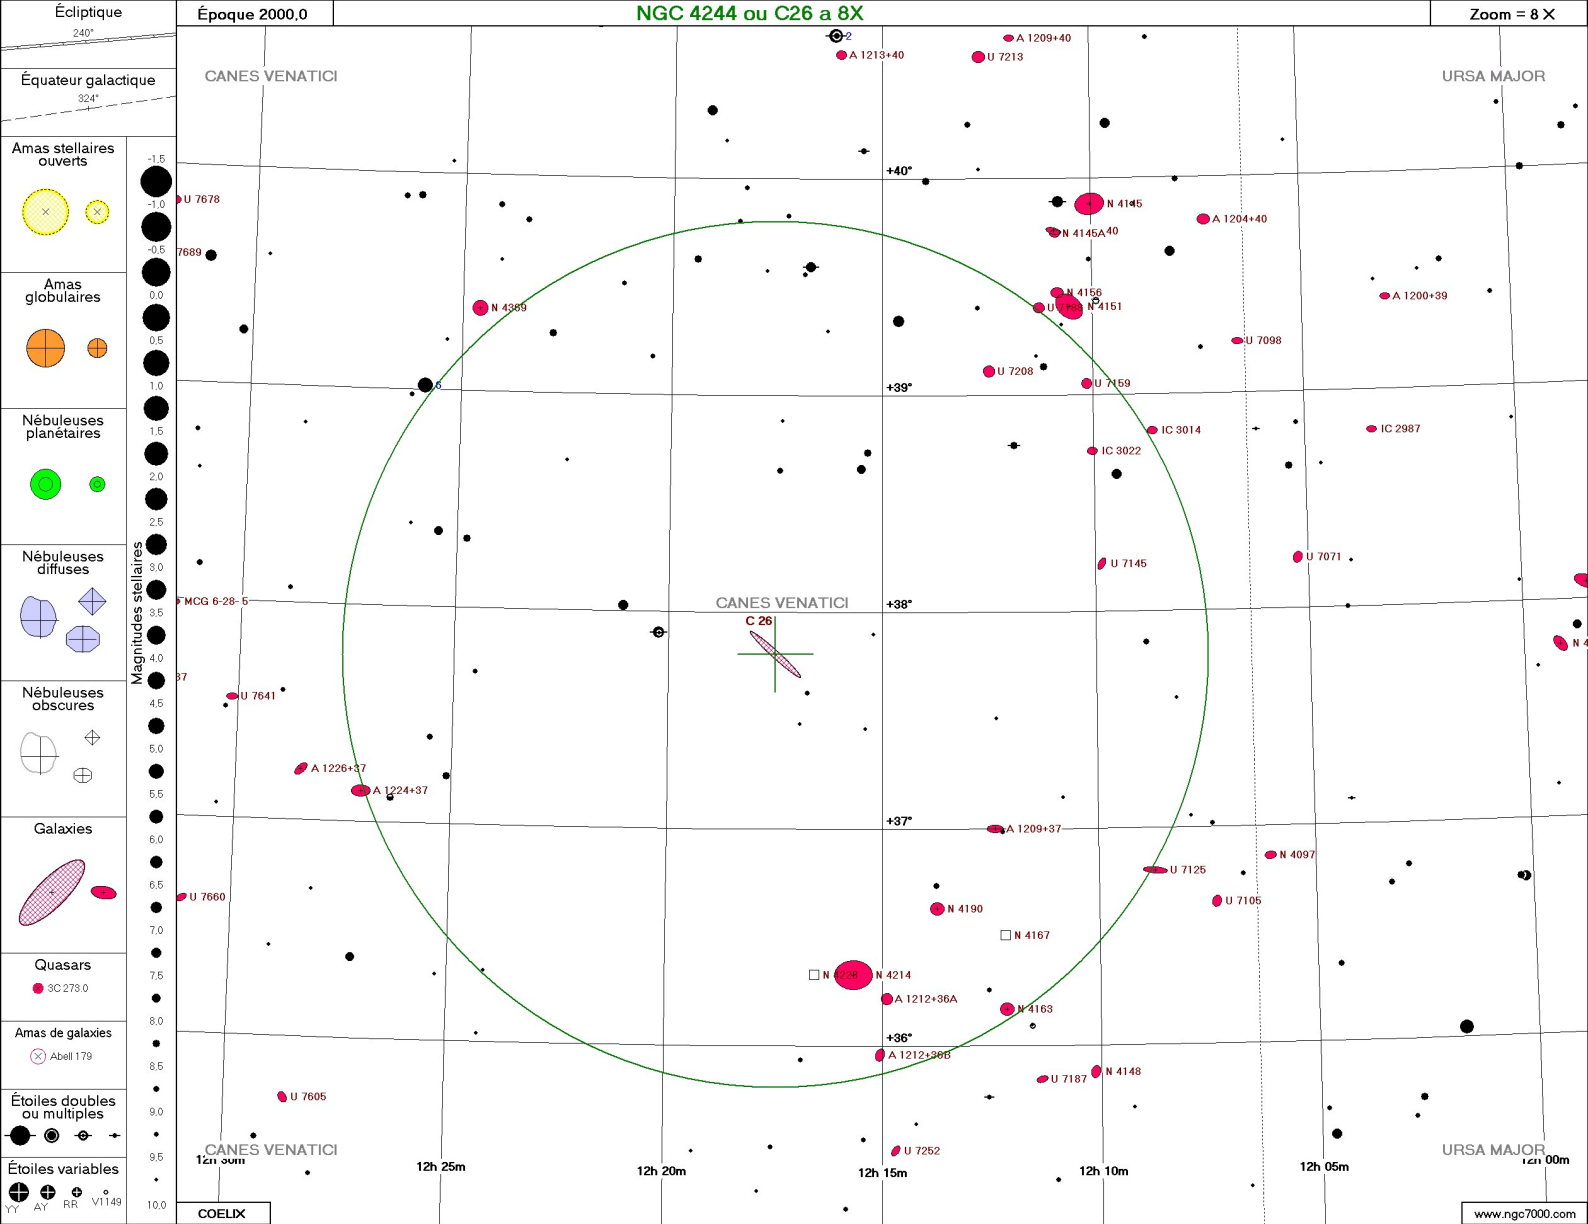 Écliptique
240°
Époque 2000,0
NGC 4244 ou C26 a 8X
Zoom = 8 X
Équateur galactique
324°
Amas stellaires
ouverts
Amas
globulaires
Nébuleuses
planétaires
Nébuleuses
diffuses
Nébuleuses
obscures
Galaxies
Quasars
3C 273.0
Amas de galaxies
Abell 179
Étoiles doubles
ou multiples
Étoiles variables
YY
AY
RR
V1149
Magnitudes stellaires
-1,5
-1,0
-0,5
0,0
0,5
1,0
1,5
2,0
2,5
3,0
3,5
4,0
4,5
5,0
5,5
6,0
6,5
7,0
7,5
8,0
8,5
9,0
9,5
10,0
2
A 1213+40
A 1209+40
U 7213
CANES VENATICI
URSA MAJOR
+40°
U 7678
N 4145
A 1204+40
N 4145A
40
7689
N 4156
A 1200+39
N 4369
N 4151
U 7098
U 7208
6
+39°
U 7159
IC 3014
IC 2987
IC 3022
U 7071
U 7145
MCG 6-28- 5
CANES VENATICI
+38°
C 26
N 4
37
U 7641
A 1226+37
A 1224+37
+37°
A 1209+37
N 4097
U 7125
U 7660
U 7105
N 4190
N 4167
N 4214
A 1212+36A
N 4163
+36°
A 1212+36B
N 4148
U 7187
U 7605
CANES VENATICI
U 7252
URSA MAJOR
12h 30m
12h 25m
12h 20m
12h 15m
12h 10m
12h 05m
12h 00m
COELIX
www.ngc7000.com